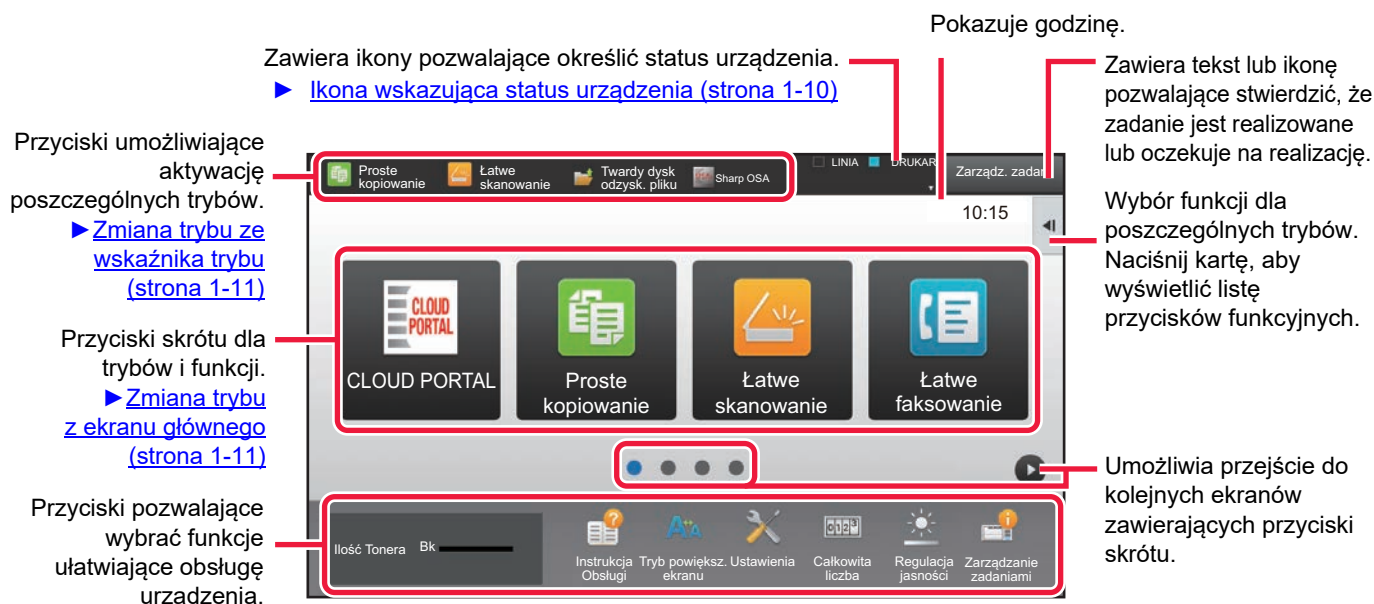 Pokazuje godzinę.
Zawiera ikony pozwalające określić status urządzenia.
► Ikona wskazująca status urządzenia (strona 1-10)
Zawiera tekst lub ikonę
pozwalające stwierdzić, że
zadanie jest realizowane
lub oczekuje na realizację.
Przyciski umożliwiające
aktywację
poszczególnych trybów.
►Zmiana trybu ze
wskaźnika trybu
(strona 1-11)
Proste
kopiowanie
Łatwe
skanowanie
Twardy dysk
odzysk. pliku
Sharp OSA
LINIA
DRUKAR
Zarządz. zadan
10:15
Wybór funkcji dla
poszczególnych trybów.
Naciśnij kartę, aby
wyświetlić listę
przycisków funkcyjnych.
Przyciski skrótu dla
trybów i funkcji.
►Zmiana trybu
z ekranu głównego
(strona 1-11)
CLOUD
PORTAL
CLOUD PORTAL
Proste
kopiowanie
Łatwe
skanowanie
Łatwe
faksowanie
Umożliwia przejście do
kolejnych ekranów
zawierających przyciski
skrótu.
Przyciski pozwalające
wybrać funkcje
ułatwiające obsługę
urzadzenia.
Ilość Tonera Bk
Instrukcja
Obsługi
Tryb powiększ.
ekranu
Ustawienia
0123
Całkowita
liczba
Regulacja
jasności
Zarządzanie
zadaniami